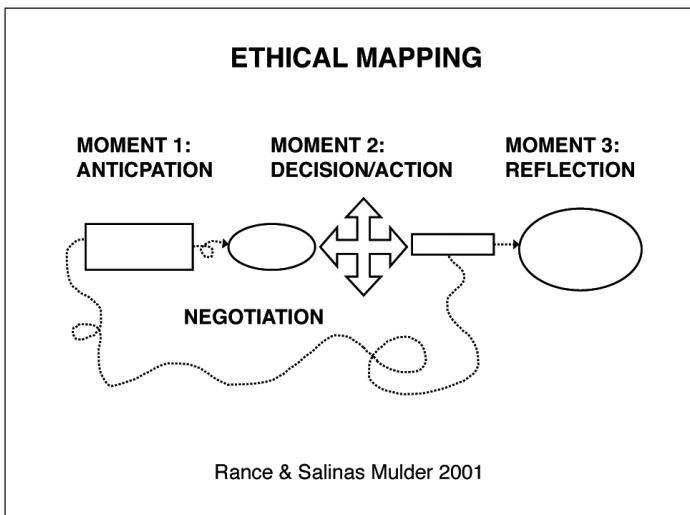 ETHICAL MAPPING
MOMENT 1:
ANTICPATION
MOMENT 2:
DECISION/ACTION
MOMENT 3:
REFLECTION
NEGOTIATION
Rance & Salinas Mulder 2001